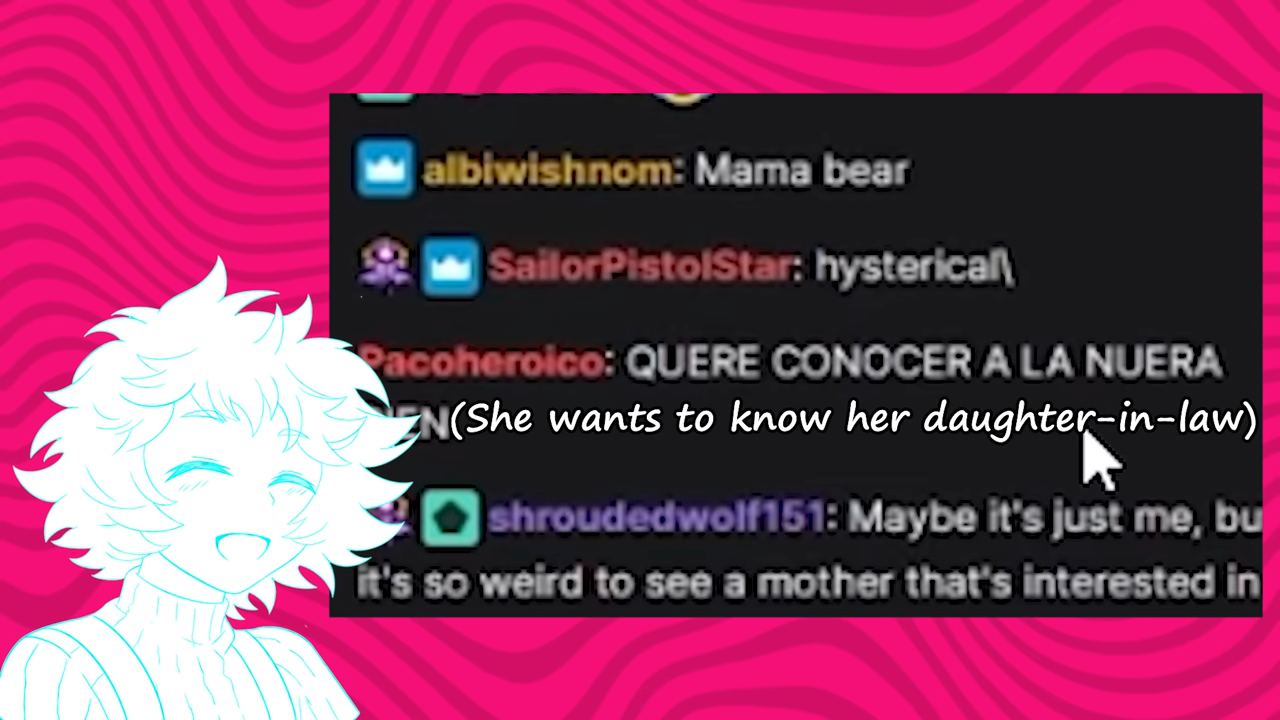 albiwishnom: Mama bear
SailorPistolStar: hysterical\
Pacoheroico: QUERE CONOCER A LA NUERA
(She wants to know her daughter-in-law)
shroudedwolf151: Maybe it's just me, bu
it's so weird to see a mother that's interested in